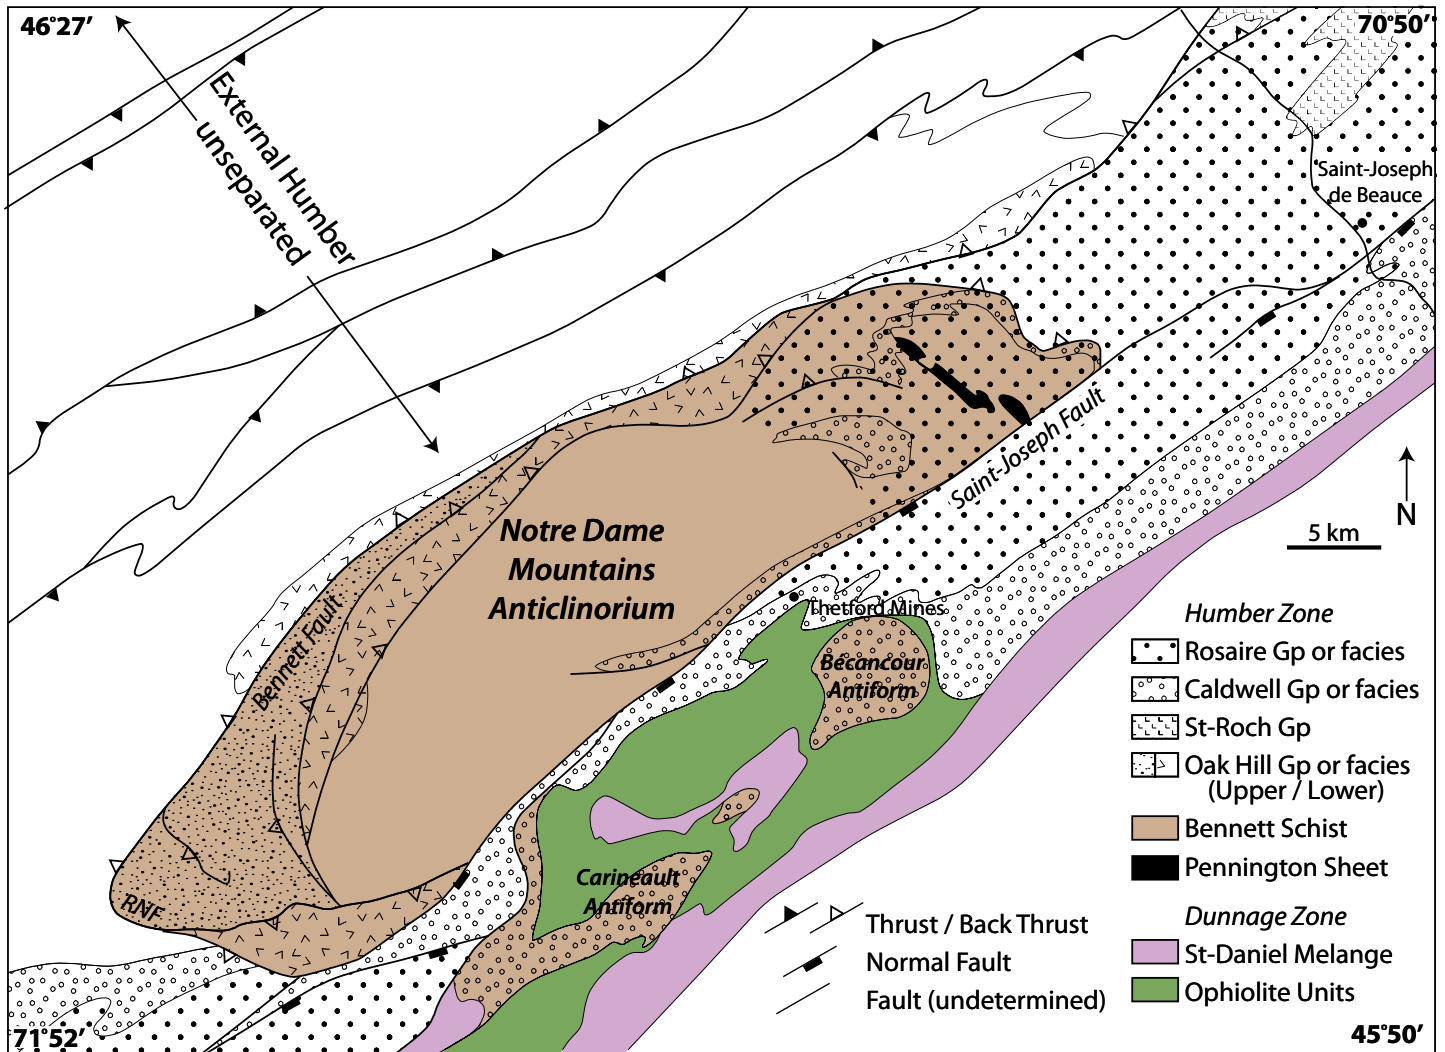 46°27'
70°50'
External Humber
unseparated
Saint-Joseph
de Beauce
Saint-Joseph Fault
N
5 km
Notre Dame
Mountains
Anticlinorium
Bennett Fault
Thetford Mines
Bécancour
Antiform
Carineault
Antiform
RNF
Humber Zone
Rosaire Gp or facies
Caldwell Gp or facies
St-Roch Gp
Oak Hill Gp or facies
(Upper / Lower)
Bennett Schist
Pennington Sheet
Dunnage Zone
St-Daniel Melange
Ophiolite Units
Thrust / Back Thrust
Normal Fault
Fault (undetermined)
71°52'
45°50'